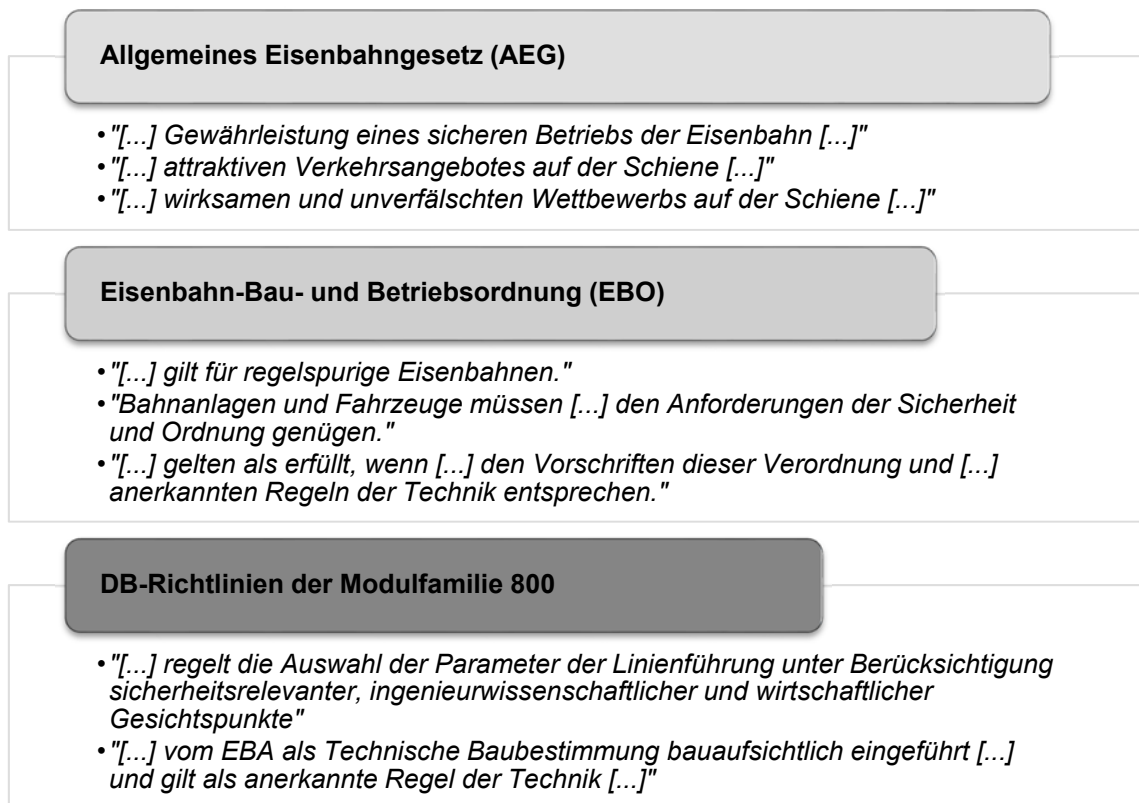 Allgemeines Eisenbahngesetz (AEG)
• "[...] Gewährleistung eines sicheren Betriebs der Eisenbahn [...]"
• "[...] attraktiven Verkehrsangebotes auf der Schiene [...]"
• "[...] wirksamen und unverfälschten Wettbewerbs auf der Schiene [...]"
Eisenbahn-Bau- und Betriebsordnung (EBO)
• "[...] gilt für regelspurige Eisenbahnen."
• "Bahnanlagen und Fahrzeuge müssen [...] den Anforderungen der Sicherheit
und Ordnung genügen."
• "[...] gelten als erfüllt, wenn [...] den Vorschriften dieser Verordnung und [...]
anerkannten Regeln der Technik entsprechen."
DB-Richtlinien der Modulfamilie 800
• "[...] regelt die Auswahl der Parameter der Linienführung unter Berücksichtigung
sicherheitsrelevanter, ingenieurwissenschaftlicher und wirtschaftlicher
Gesichtspunkte"
• "[...] vom EBA als Technische Baubestimmung bauaufsichtlich eingeführt [...]
und gilt als anerkannte Regel der Technik [...]"